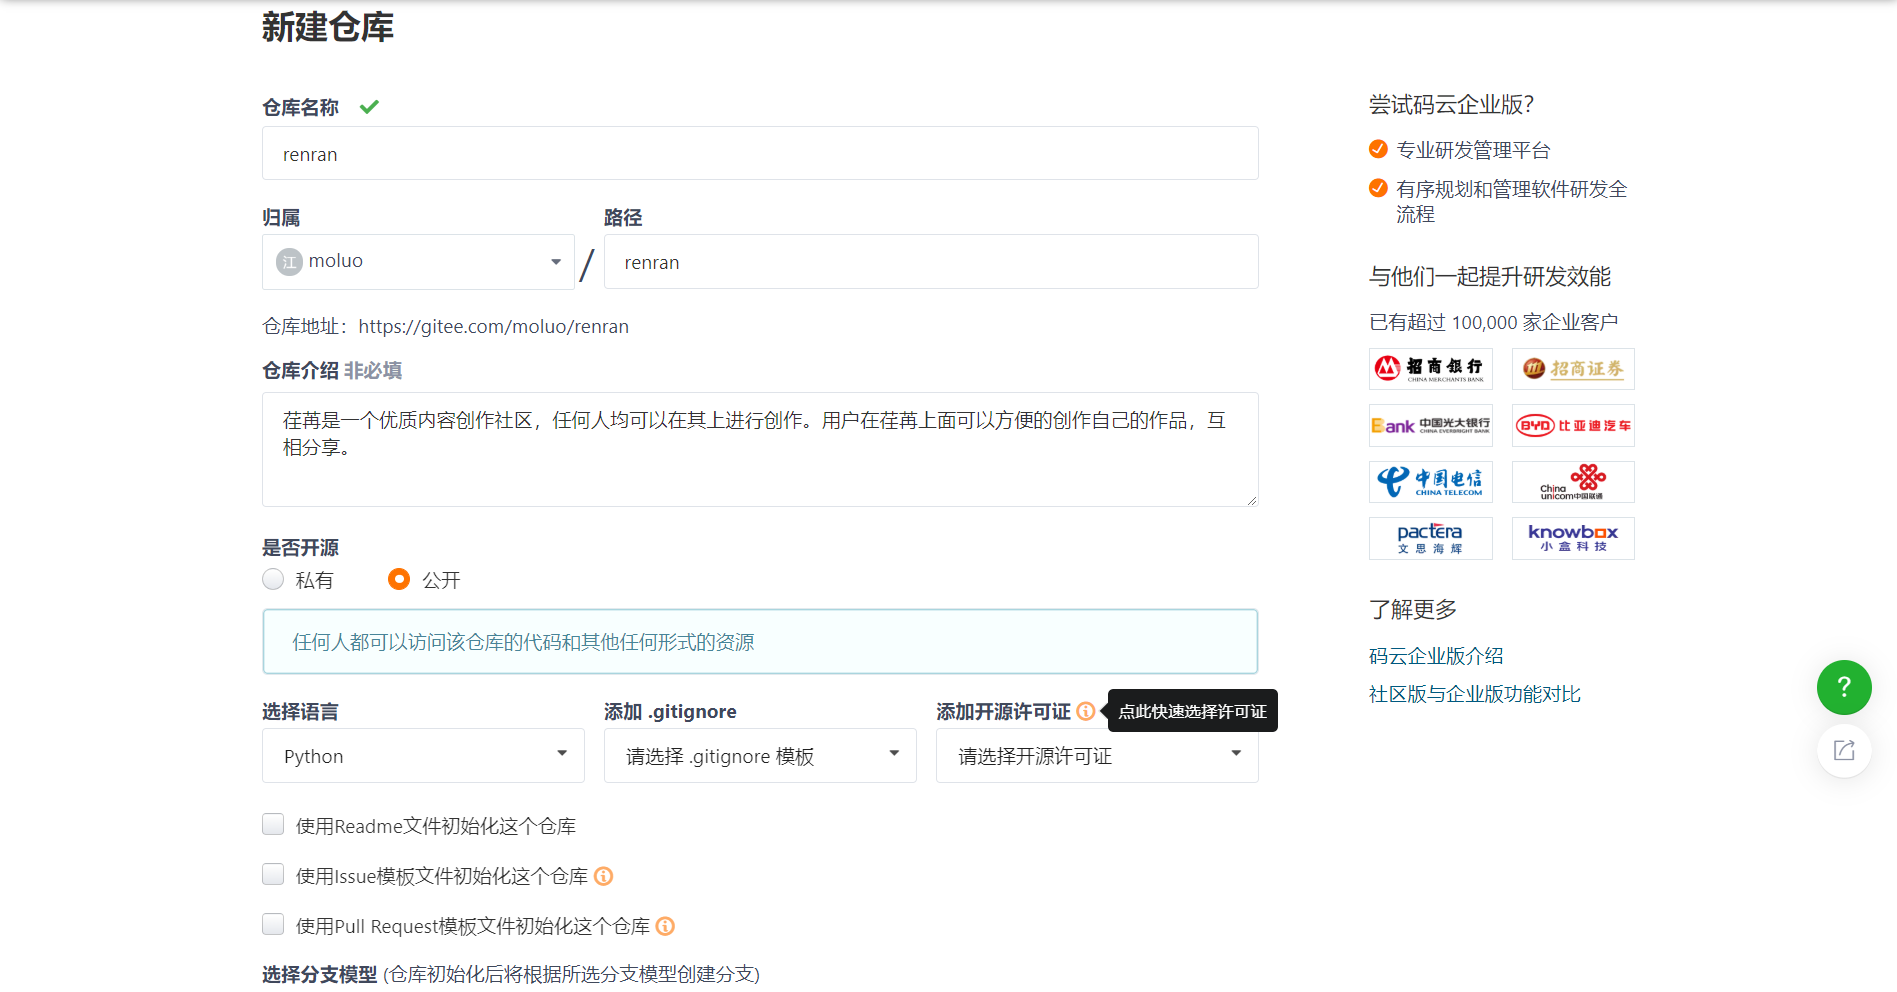 新建仓库
仓库名称
renran
归属
路径
江 moluo
/
renran
仓库地址：https://gitee.com/moluo/renran
仓库介绍 非必填
荏苒是一个优质内容创作社区，任何人均可以在其上进行创作。用户在荏苒上面可以方便的创作自己的作品，互
相分享。
是否开源
私有
公开
任何人都可以访问该仓库的代码和其他任何形式的资源
选择语言
添加 .gitignore
添加开源许可证
点此快速选择许可证
Python
请选择 .gitignore 模板
请选择开源许可证
使用Readme文件初始化这个仓库
使用Issue模板文件初始化这个仓库
使用Pull Request模板文件初始化这个仓库
选择分支模型 (仓库初始化后将根据所选分支模型创建分支)
尝试码云企业版？
专业研发管理平台
有序规划和管理软件研发全
流程
与他们一起提升研发效能
已有超过 100,000 家企业客户
招商银行
CHINA MERCHANTS BANK
招商证券
Bank 中国光大银行
CHINA EVERBRIGHT BANK
BYD 比亚迪汽车
中国电信
CHINA TELECOM
China
unicom中国联通
pactera
文思海辉
knowbox
小盒科技
了解更多
码云企业版介绍
社区版与企业版功能对比
?